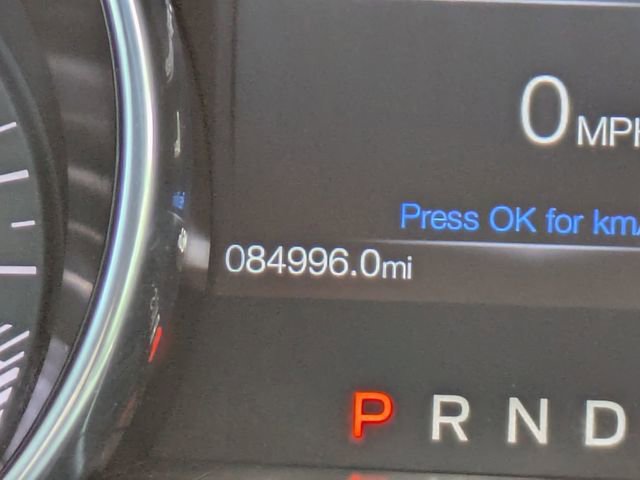 0 MPH
Press OK for km/
084996.0mi
P R N D